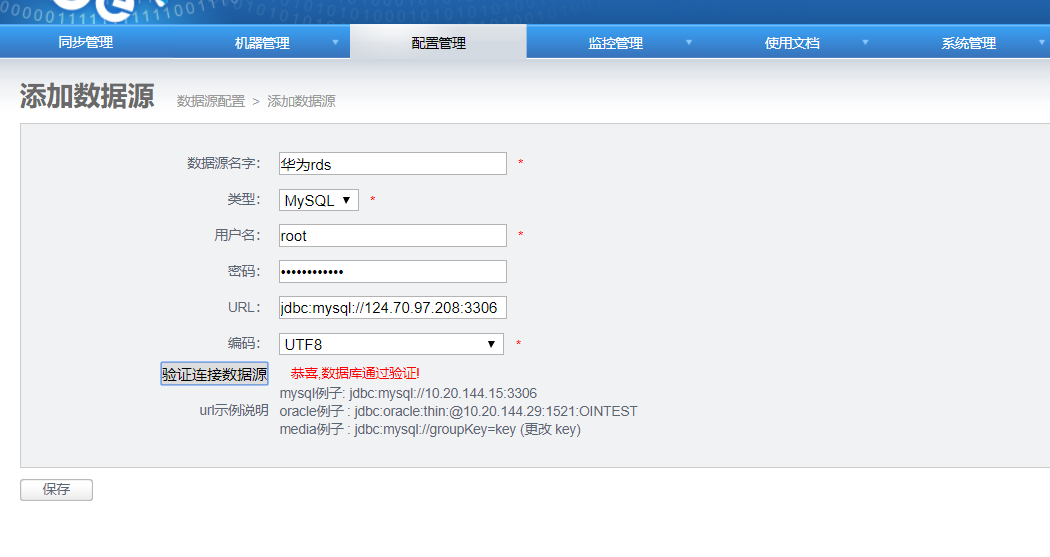 同步管理 机器管理 配置管理 监控管理 使用文档 系统管理
添加数据源 数据源配置 > 添加数据源
数据源名字： 华为rds *
类型： MySQL *
用户名： root *
密码： ••••••••••••
URL： jdbc:mysql://124.70.97.208:3306
编码： UTF8 *
验证连接数据源 恭喜,数据库通过验证!
mysql例子: jdbc:mysql://10.20.144.15:3306
url示例说明 oracle例子 : jdbc:oracle:thin:@10.20.144.29:1521:OINTEST
media例子 : jdbc:mysql://groupKey=key (更改 key)
保存